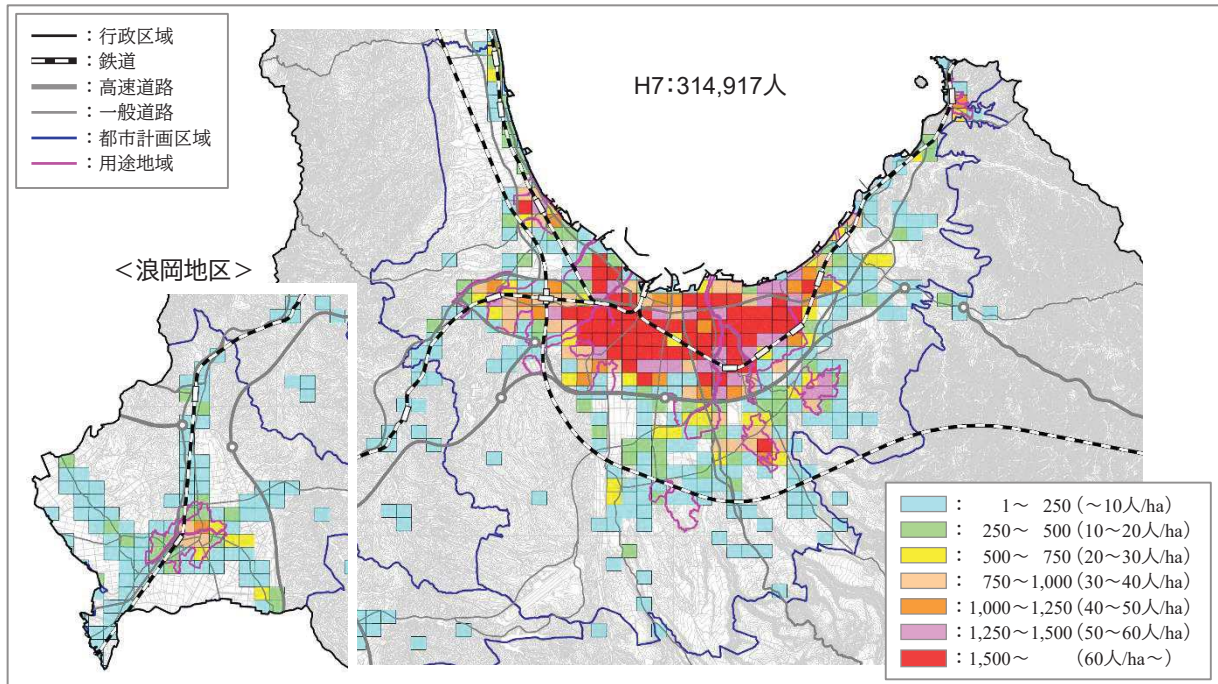 ：行政区域
：鉄道
：高速道路
：一般道路
：都市計画区域
：用途地域
H7：314,917人
＜浪岡地区＞
： 1～ 250（～10人/ha）
： 250～ 500（10～20人/ha）
： 500～ 750（20～30人/ha）
： 750～1,000（30～40人/ha）
：1,000～1,250（40～50人/ha）
：1,250～1,500（50～60人/ha）
：1,500～ （60人/ha～）